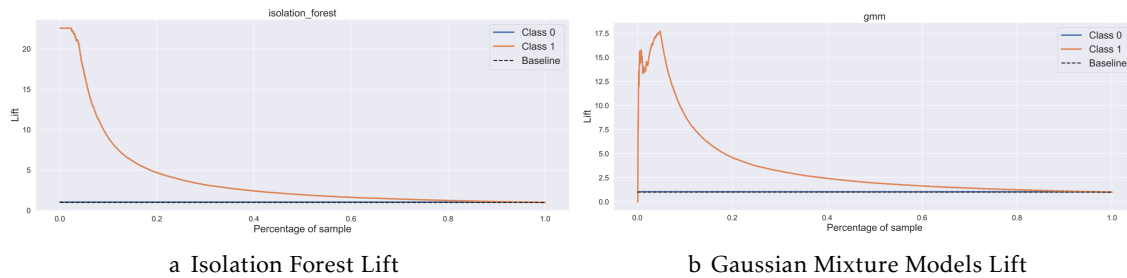 isolation_forest
Class 0
Class 1
Baseline
Lift
20
15
10
5
0
0.0 0.2 0.4 0.6 0.8 1.0
Percentage of sample
a Isolation Forest Lift
gmm
Class 0
Class 1
Baseline
Lift
17.5
15.0
12.5
10.0
7.5
5.0
2.5
0.0
0.0 0.2 0.4 0.6 0.8 1.0
Percentage of sample
b Gaussian Mixture Models Lift